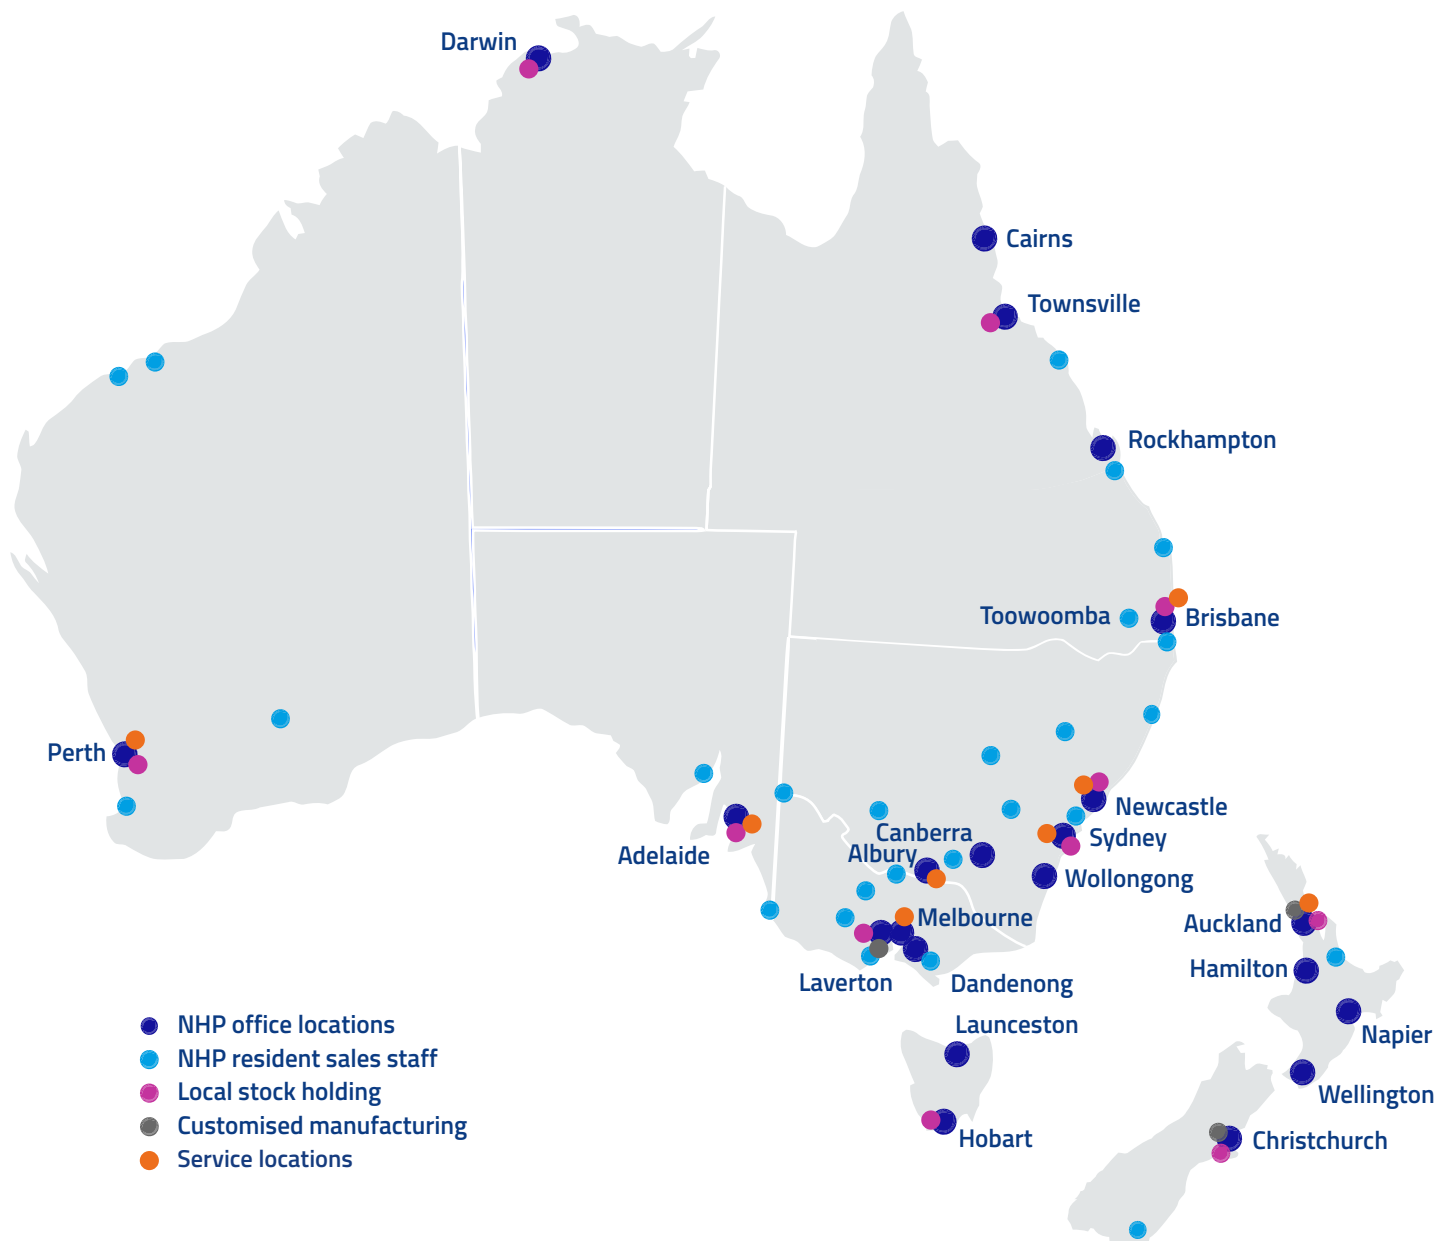 Darwin
Cairns
Townsville
Rockhampton
Toowoomba
Brisbane
Perth
Newcastle
Canberra
Sydney
Albury
Adelaide
Wollongong
Melbourne
Auckland
Hamilton
Laverton
Dandenong
Launceston
NHP office locations
Napier
NHP resident sales staff
Local stock holding
Wellington
Customised manufacturing
Hobart
Christchurch
Service locations